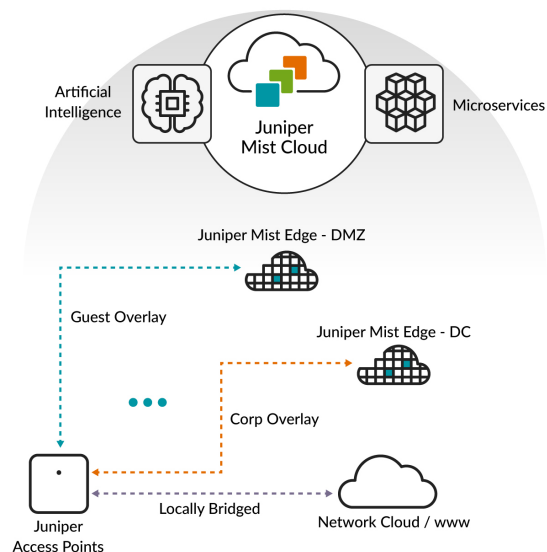 Artificial
Intelligence
Juniper
Mist Cloud
Microservices
Juniper Mist Edge - DMZ
Guest Overlay
Juniper Mist Edge - DC
Corp Overlay
Locally Bridged
Juniper
Access Points
Network Cloud / www